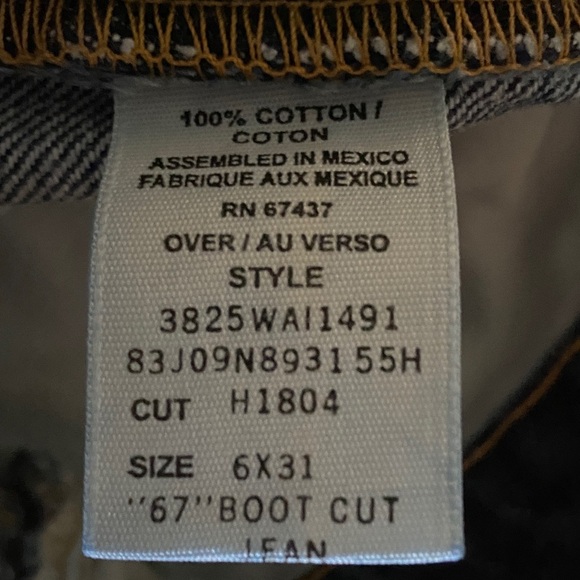 100% COTTON /
COTON
ASSEMBLED IN MEXICO
FABRIQUE AUX MEXIQUE
RN 67437
OVER / AU VERSO
STYLE
3825WAI1491
83J09N893155H
CUT H1804
SIZE 6X31
"67"BOOT CUT
JEAN